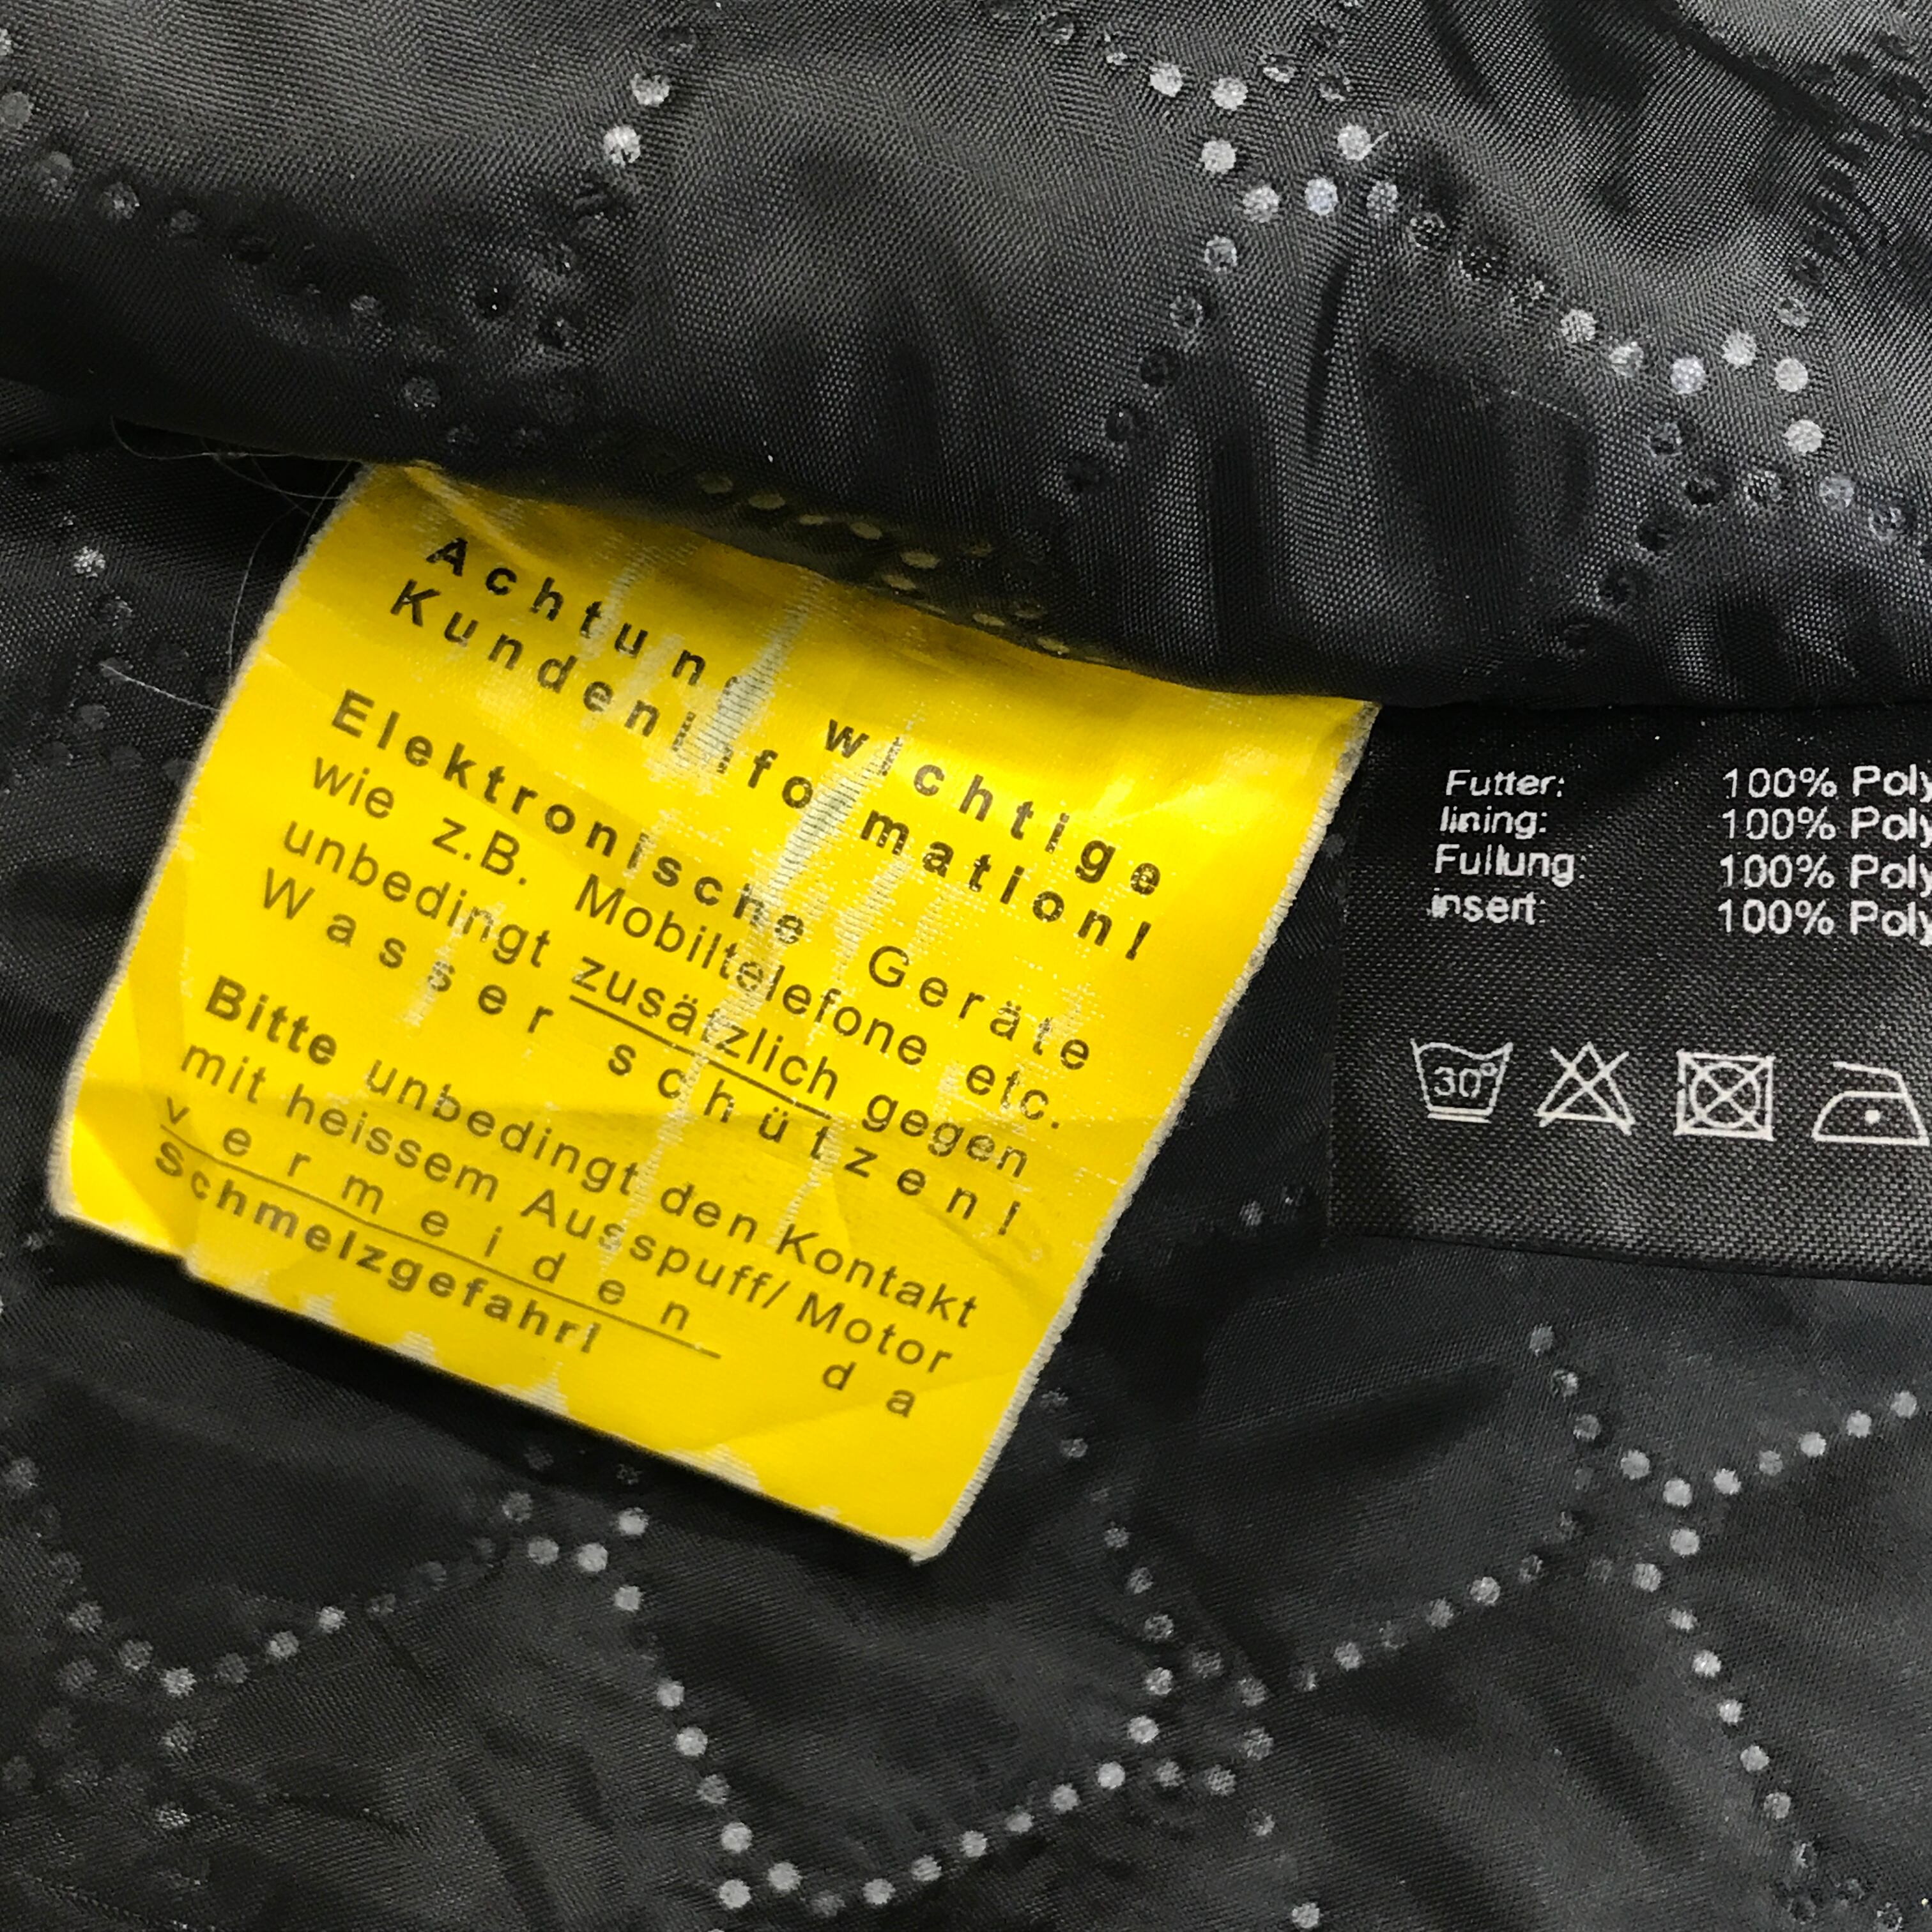 Achtung wichtige
Kundeninformation!
Elektronische Geräte
wie z.B. Mobiltelefone etc.
unbedingt zusätzlich gegen
Wasser schützen!
Bitte unbedingt den Kontakt
mit heissem Ausspuff/Motor
vermeiden da
Schmelzgefahr!
Futter: 100% Poly
lining: 100% Poly
Fullung: 100% Poly
insert: 100% Poly
30°